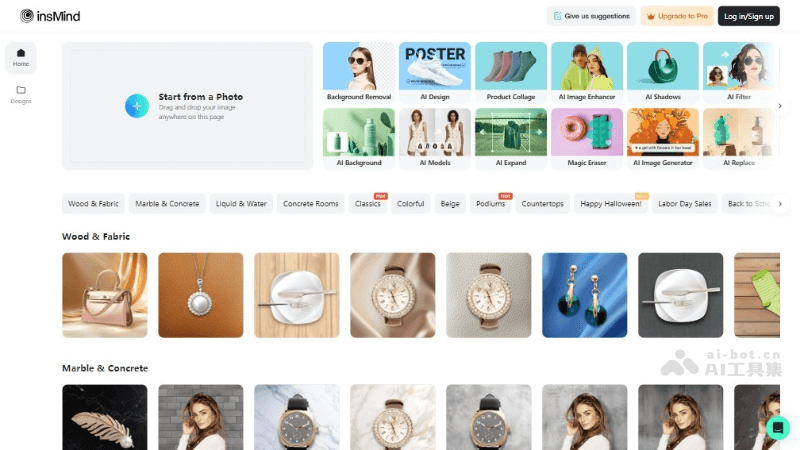 insMind
Give us suggestions
Upgrade to Pro
Log in/Sign up
Home
Designs
Start from a Photo
Drag and drop your image
anywhere on this page
POSTER
Background Removal
AI Design
Product Collage
AI Image Enhancer
AI Shadows
AI Filter
AI Background
AI Models
AI Expand
Magic Eraser
AI Image Generator
AI Replace
Wood & Fabric
Marble & Concrete
Liquid & Water
Concrete Rooms
Classics
Hot
Colorful
Beige
Podiums
Hot
Countertops
Happy Halloween!
Labor Day Sales
Back to Scho
Wood & Fabric
Marble & Concrete
ai-bot.cn
AI工具集